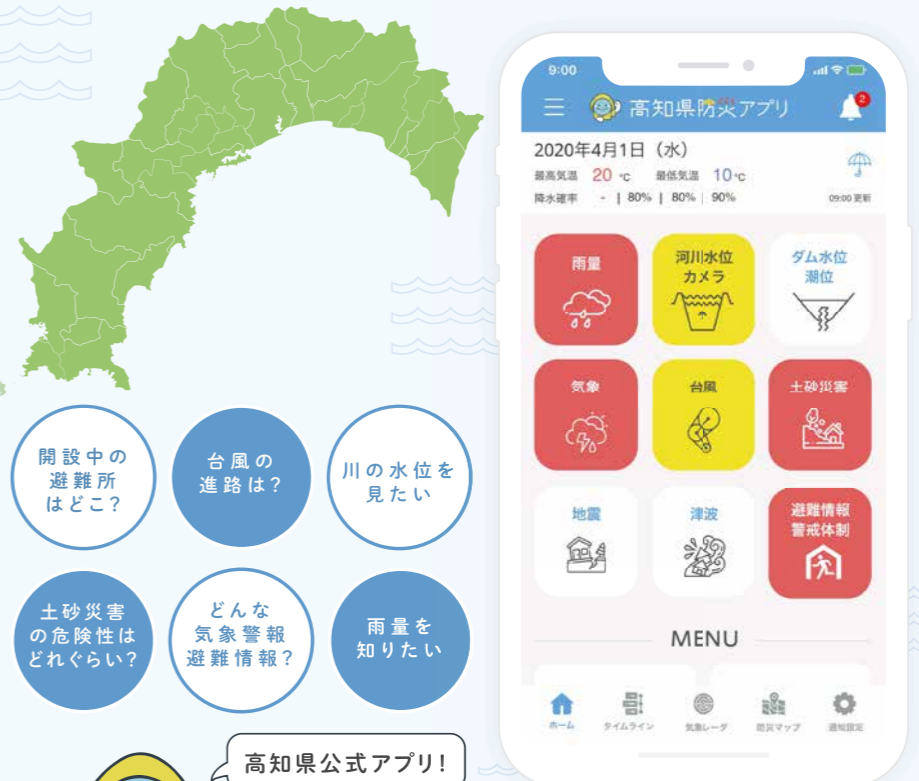 開設中の
避難所
はどこ?
台風の
進路は?
川の水位を
見たい
土砂災害
の危険性は
どれぐらい?
どんな
気象警報
避難情報?
雨量を
知りたい
高知県公式アプリ!
9:00
高知県防災アプリ
2
2020年4月1日(水)
最高気温 20 ℃ 最低気温 10 ℃
降水確率 - | 80% | 80% | 90%
09:00 更新
雨量
河川水位
カメラ
ダム水位
潮位
気象
台風
土砂災害
地震
津波
避難情報
警戒体制
MENU
ホーム
タイムライン
気象レーダ
防災マップ
通知設定